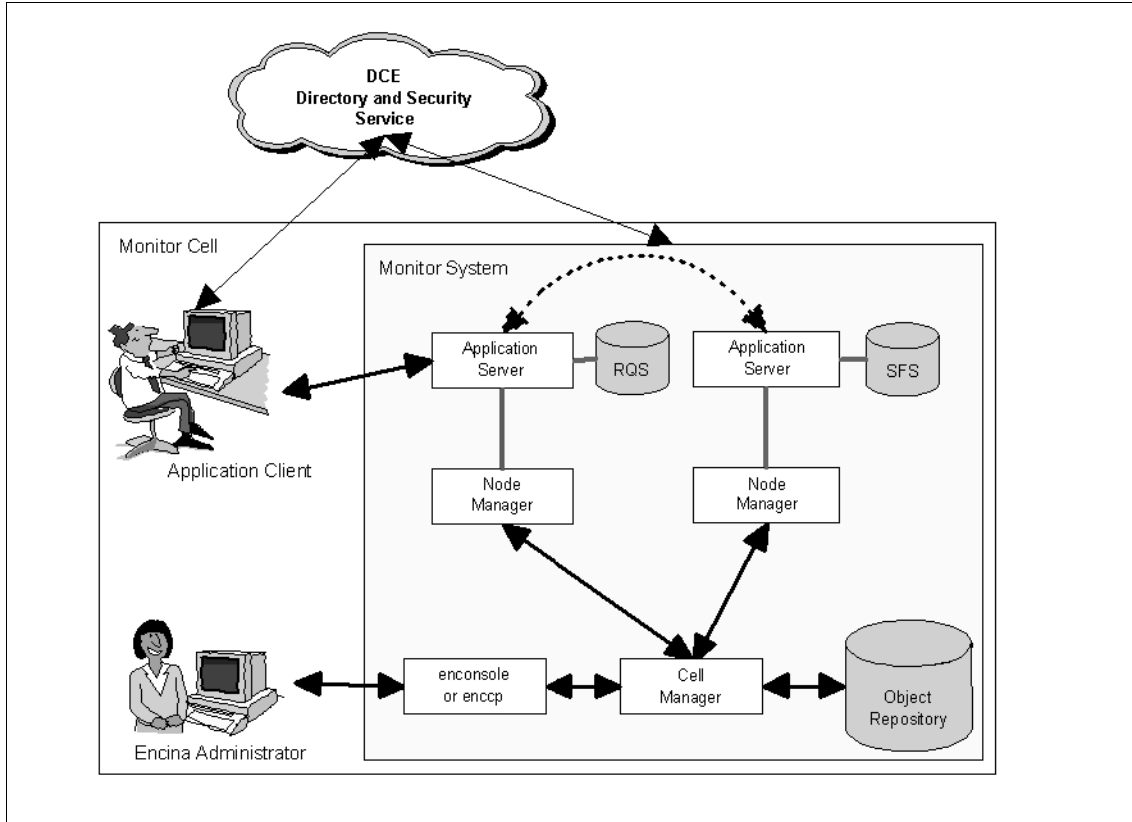 DCE
Directory and Security
Service
Monitor Cell
Monitor System
Application
Server
RQS
Application
Server
SFS
Application Client
Node
Manager
Node
Manager
enconsole
or enccp
Cell
Manager
Object
Repository
Encina Administrator